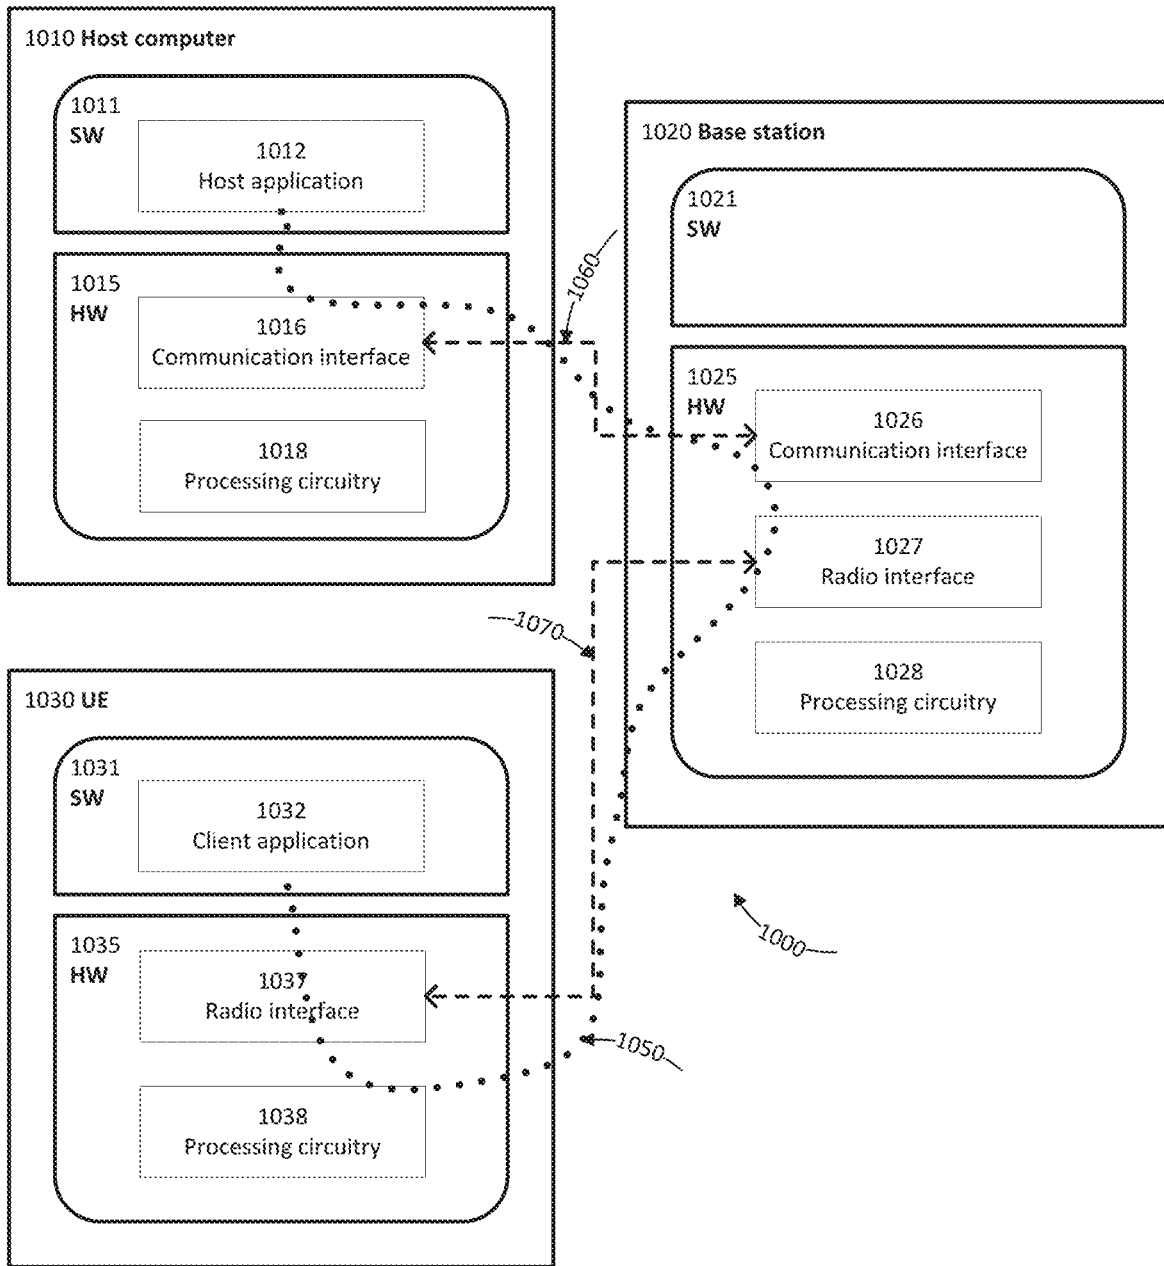 1010 Host computer
1011
SW
1012
Host application
1015
HW
1016
Communication interface
1018
Processing circuitry
1060
1020 Base station
1021
SW
1025
HW
1026
Communication interface
1027
Radio interface
1028
Processing circuitry
1070
1030 UE
1031
SW
1032
Client application
1035
HW
1037
Radio interface
1038
Processing circuitry
1000
1050